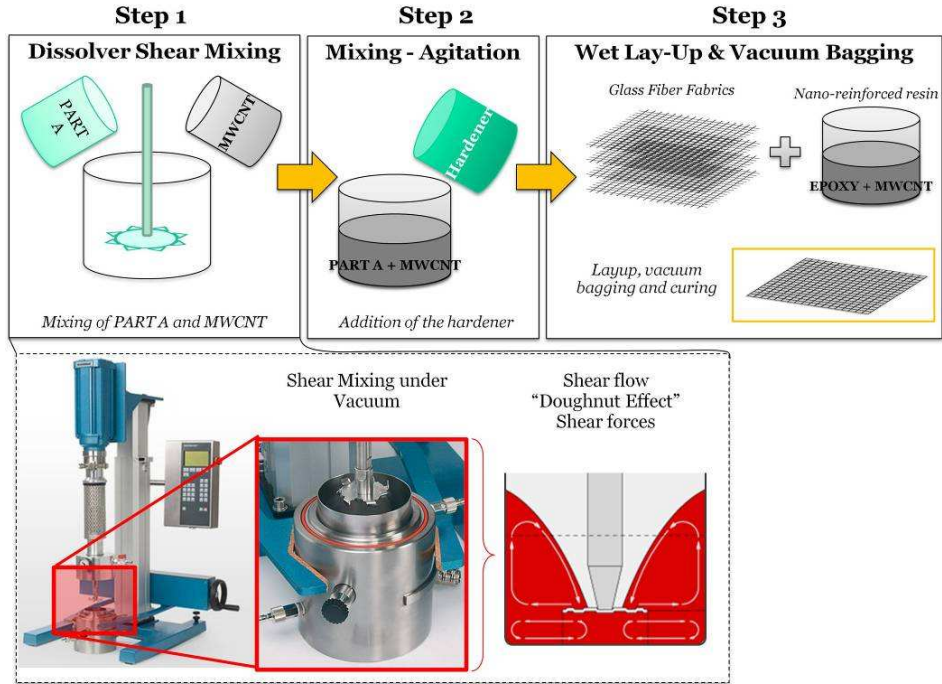 Step 1
Step 2
Step 3
Dissolver Shear Mixing
PART
A
MWCNT
Mixing of PART A and MWCNT
Mixing - Agitation
Hardener
PART A + MWCNT
Addition of the hardener
Wet Lay-Up & Vacuum Bagging
Glass Fiber Fabrics
Nano-reinforced resin
EPOXY + MWCNT
Layup, vacuum
bagging and curing
Shear Mixing under
Vacuum
Shear flow
“Doughnut Effect”
Shear forces